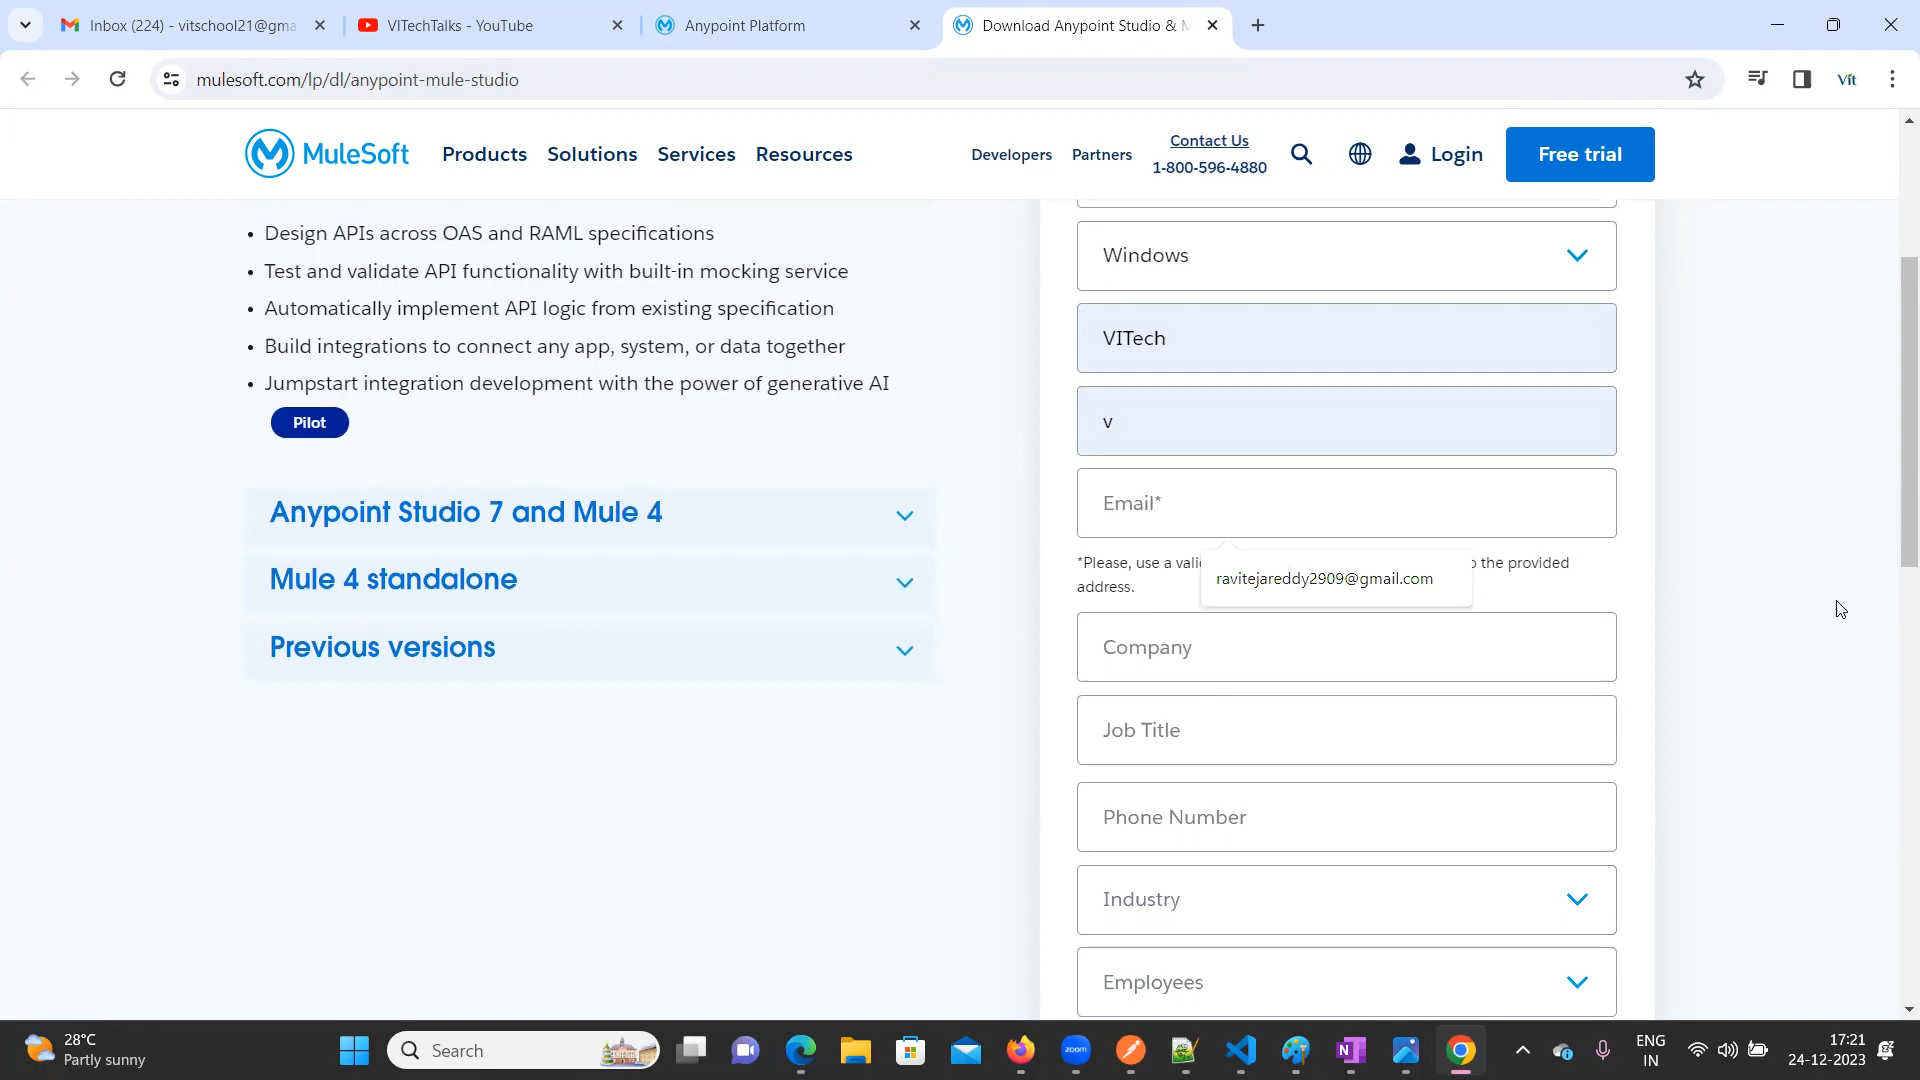 Inbox (224) - vitschool21@gma
VITechTalks - YouTube
Anypoint Platform
Download Anypoint Studio & M
mulesoft.com/lp/dl/anypoint-mule-studio
Vit
MuleSoft
Products
Solutions
Services
Resources
Developers
Partners
Contact Us
1-800-596-4880
Login
Free trial
• Design APIs across OAS and RAML specifications
• Test and validate API functionality with built-in mocking service
• Automatically implement API logic from existing specification
• Build integrations to connect any app, system, or data together
• Jumpstart integration development with the power of generative AI
Pilot
Anypoint Studio 7 and Mule 4
Mule 4 standalone
Previous versions
Windows
VITech
v
Email*
*Please, use a vali
the provided
address.
ravitejareddy2909@gmail.com
Company
Job Title
Phone Number
Industry
Employees
28°C
Partly sunny
Search
zoom
ENG
IN
17:21
24-12-2023